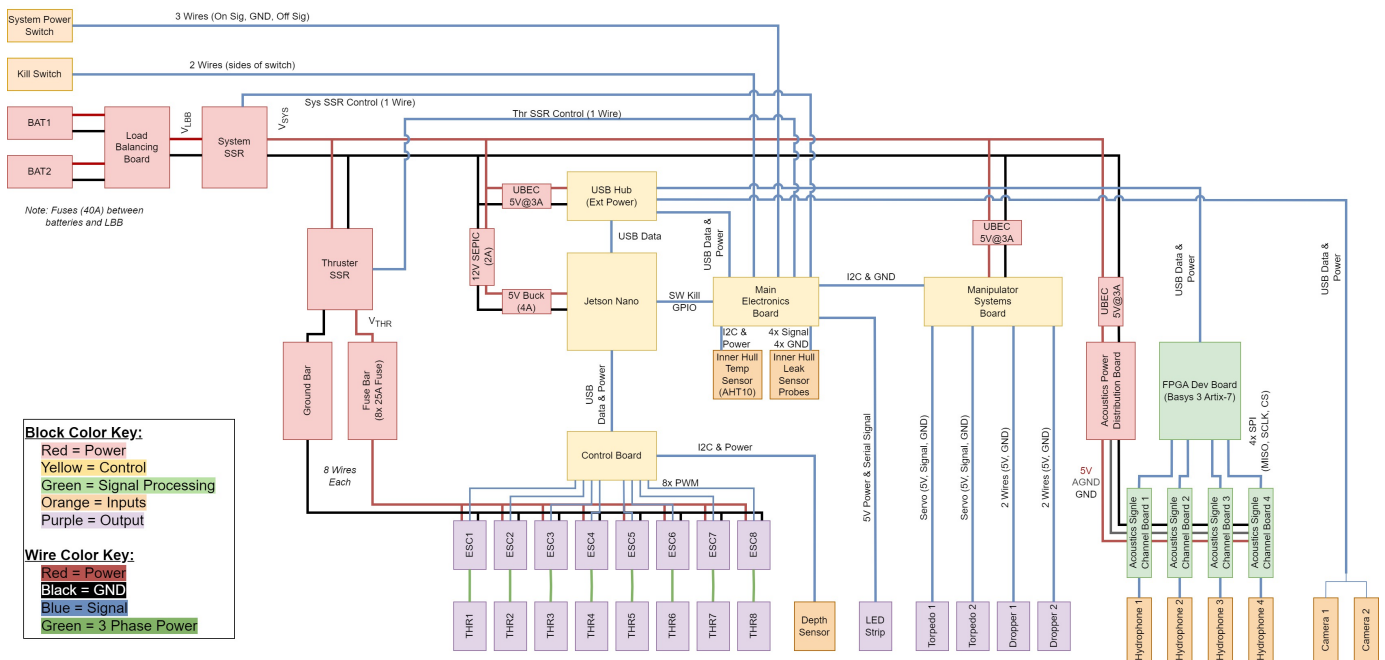 System Power
Switch
3 Wires (On Sig, GND, Off Sig)
Kill Switch
2 Wires (sides of switch)
Sys SSR Control (1 Wire)
Thr SSR Control (1 Wire)
BAT1
BAT2
Load
Balancing
Board
VLBB
System
SSR
VSYS
Note: Fuses (40A) between
batteries and LBB
UBEC
5V@3A
USB Hub
(Ext Power)
USB Data
USB Data &
Power
12V SEPIC
(2A)
5V Buck
(4A)
Jetson Nano
SW Kill
GPIO
Main
Electronics
Board
I2C & GND
UBEC
5V@3A
Manipulator
Systems
Board
Thruster
SSR
VTHR
Ground Bar
Fuse Bar
(8x 25A Fuse)
I2C &
Power
4x Signal
4x GND
Inner Hull
Temp
Sensor
(AHT10)
Inner Hull
Leak
Sensor
Probes
USB
Data & Power
Control Board
I2C & Power
8x PWM
8 Wires
Each
5V Power & Serial Signal
Servo (5V, Signal, GND)
Servo (5V, Signal, GND)
2 Wires (5V, GND)
2 Wires (5V, GND)
UBEC
5V@3A
Acoustics Power
Distribution Board
USB Data &
Power
USB Data &
Power
FPGA Dev Board
(Basys 3 Artix-7)
4x SPI
(MISO, SCLK, CS)
5V
AGND
GND
Acoustics Signle
Channel Board 1
Acoustics Signle
Channel Board 2
Acoustics Signle
Channel Board 3
Acoustics Signle
Channel Board 4
ESC1
ESC2
ESC3
ESC4
ESC5
ESC6
ESC7
ESC8
THR1
THR2
THR3
THR4
THR5
THR6
THR7
THR8
Depth
Sensor
LED
Strip
Torpedo 1
Torpedo 2
Dropper 1
Dropper 2
Hydrophone 1
Hydrophone 2
Hydrophone 3
Hydrophone 4
Camera 1
Camera 2
Block Color Key:
Red = Power
Yellow = Control
Green = Signal Processing
Orange = Inputs
Purple = Output
Wire Color Key:
Red = Power
Black = GND
Blue = Signal
Green = 3 Phase Power